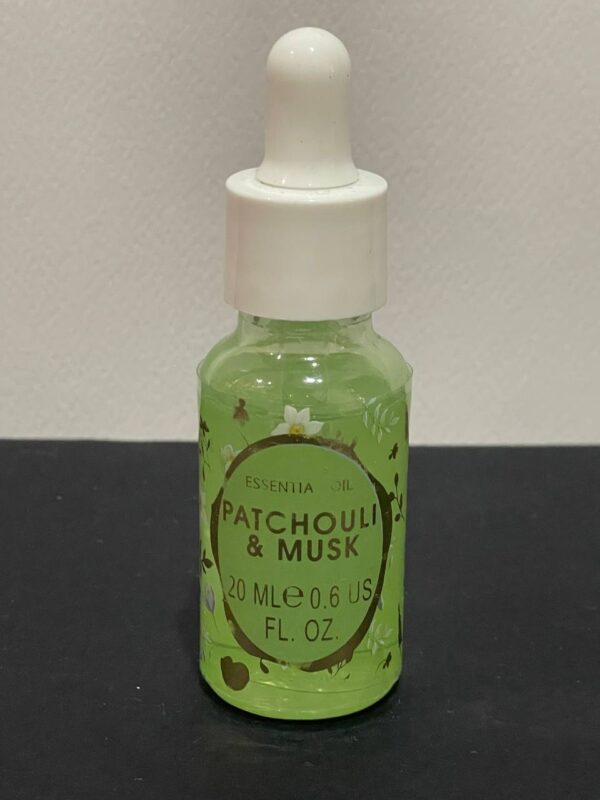 ESSENTIA OIL
PATCHOULI
& MUSK
20 ML℮0.6 US
FL. OZ.